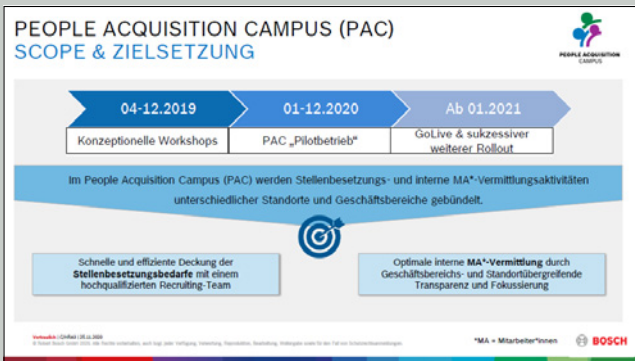 PEOPLE ACQUISITION CAMPUS (PAC)
SCOPE & ZIELSETZUNG
PEOPLE ACQUISITION
CAMPUS
04-12.2019
01-12.2020
Ab 01.2021
Konzeptionelle Workshops
PAC „Pilotbetrieb“
GoLive & sukzessiver
weiterer Rollout
Im People Acquisition Campus (PAC) werden Stellenbesetzungs- und interne MA*-Vermittlungsaktivitäten
unterschiedlicher Standorte und Geschäftsbereiche gebündelt.
Schnelle und effiziente Deckung der
Stellenbesetzungsbedarfe mit einem
hochqualifizierten Recruiting-Team
Optimale interne MA*-Vermittlung durch
Geschäftsbereichs- und Standortübergreifende
Transparenz und Fokussierung
*MA = Mitarbeiter*innen
BOSCH